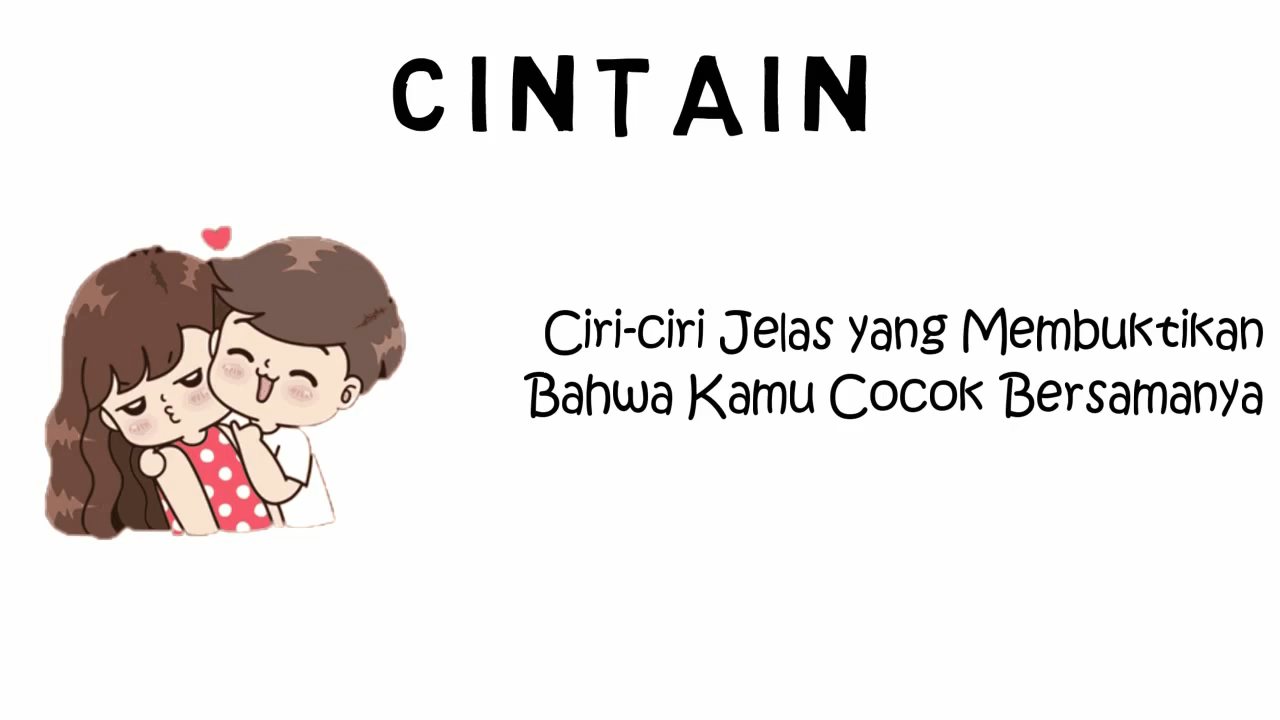 CINTAIN
Ciri-ciri Jelas yang Membuktikan
Bahwa Kamu Cocok Bersamanya